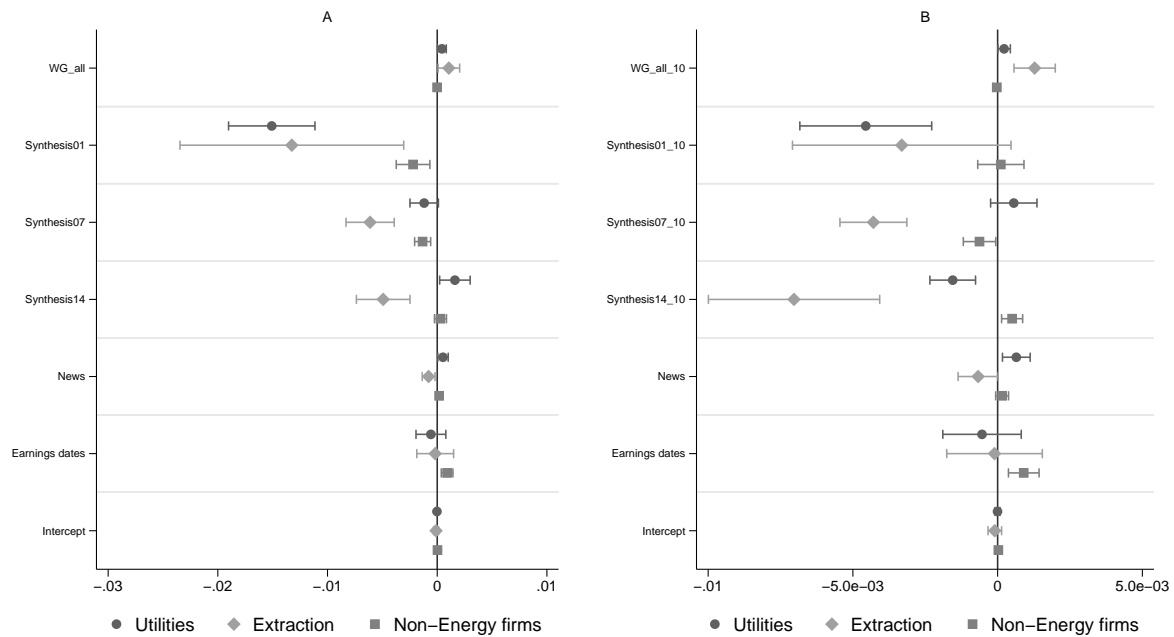 A
WG_all
Synthesis01
Synthesis07
Synthesis14
News
Earnings dates
Intercept
−.03 −.02 −.01 0 .01
Utilities Extraction Non−Energy firms
B
WG_all_10
Synthesis01_10
Synthesis07_10
Synthesis14_10
News
Earnings dates
Intercept
−.01 −5.0e−03 0 5.0e−03
Utilities Extraction Non−Energy firms